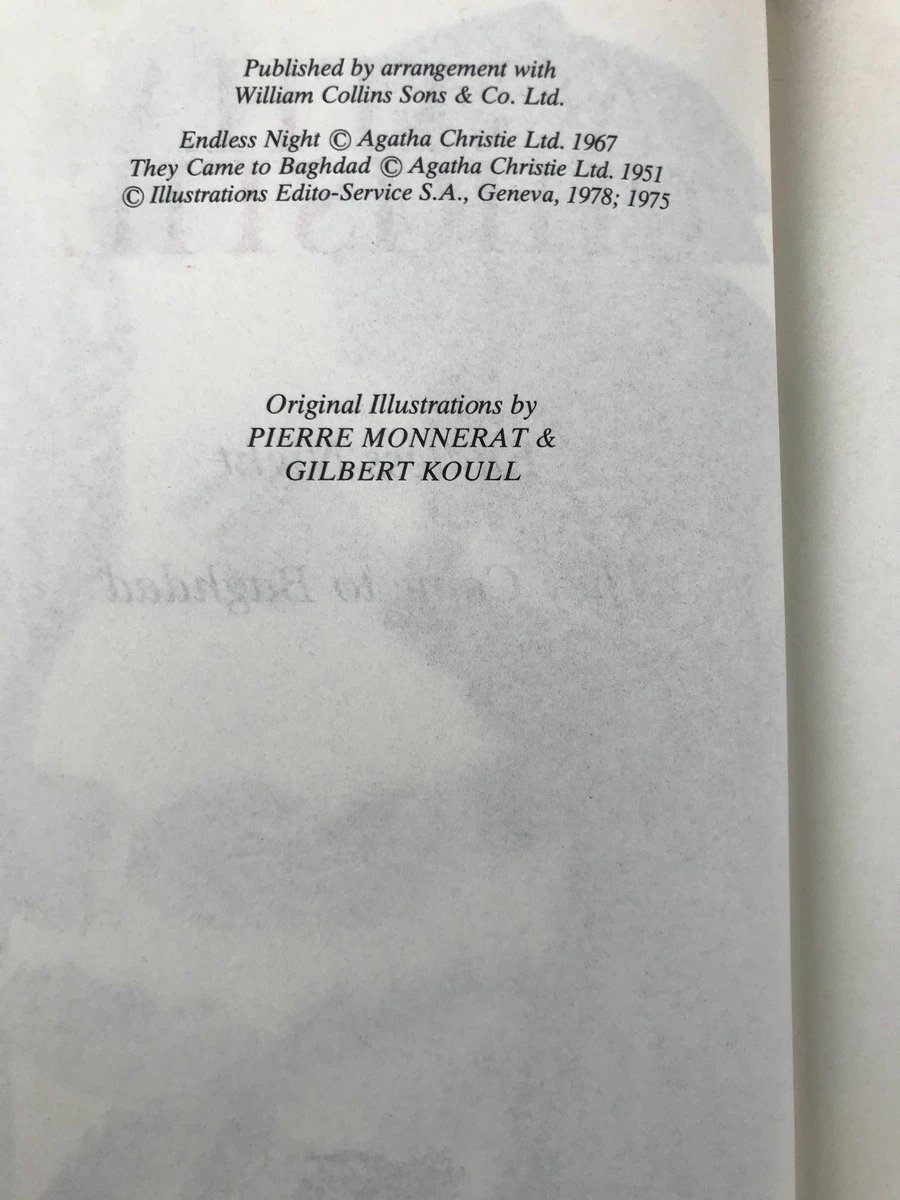 Published by arrangement with
William Collins Sons & Co. Ltd.
Endless Night © Agatha Christie Ltd. 1967
They Came to Baghdad © Agatha Christie Ltd. 1951
© Illustrations Edito-Service S.A., Geneva, 1978; 1975
Original Illustrations by
PIERRE MONNERAT &
GILBERT KOULL